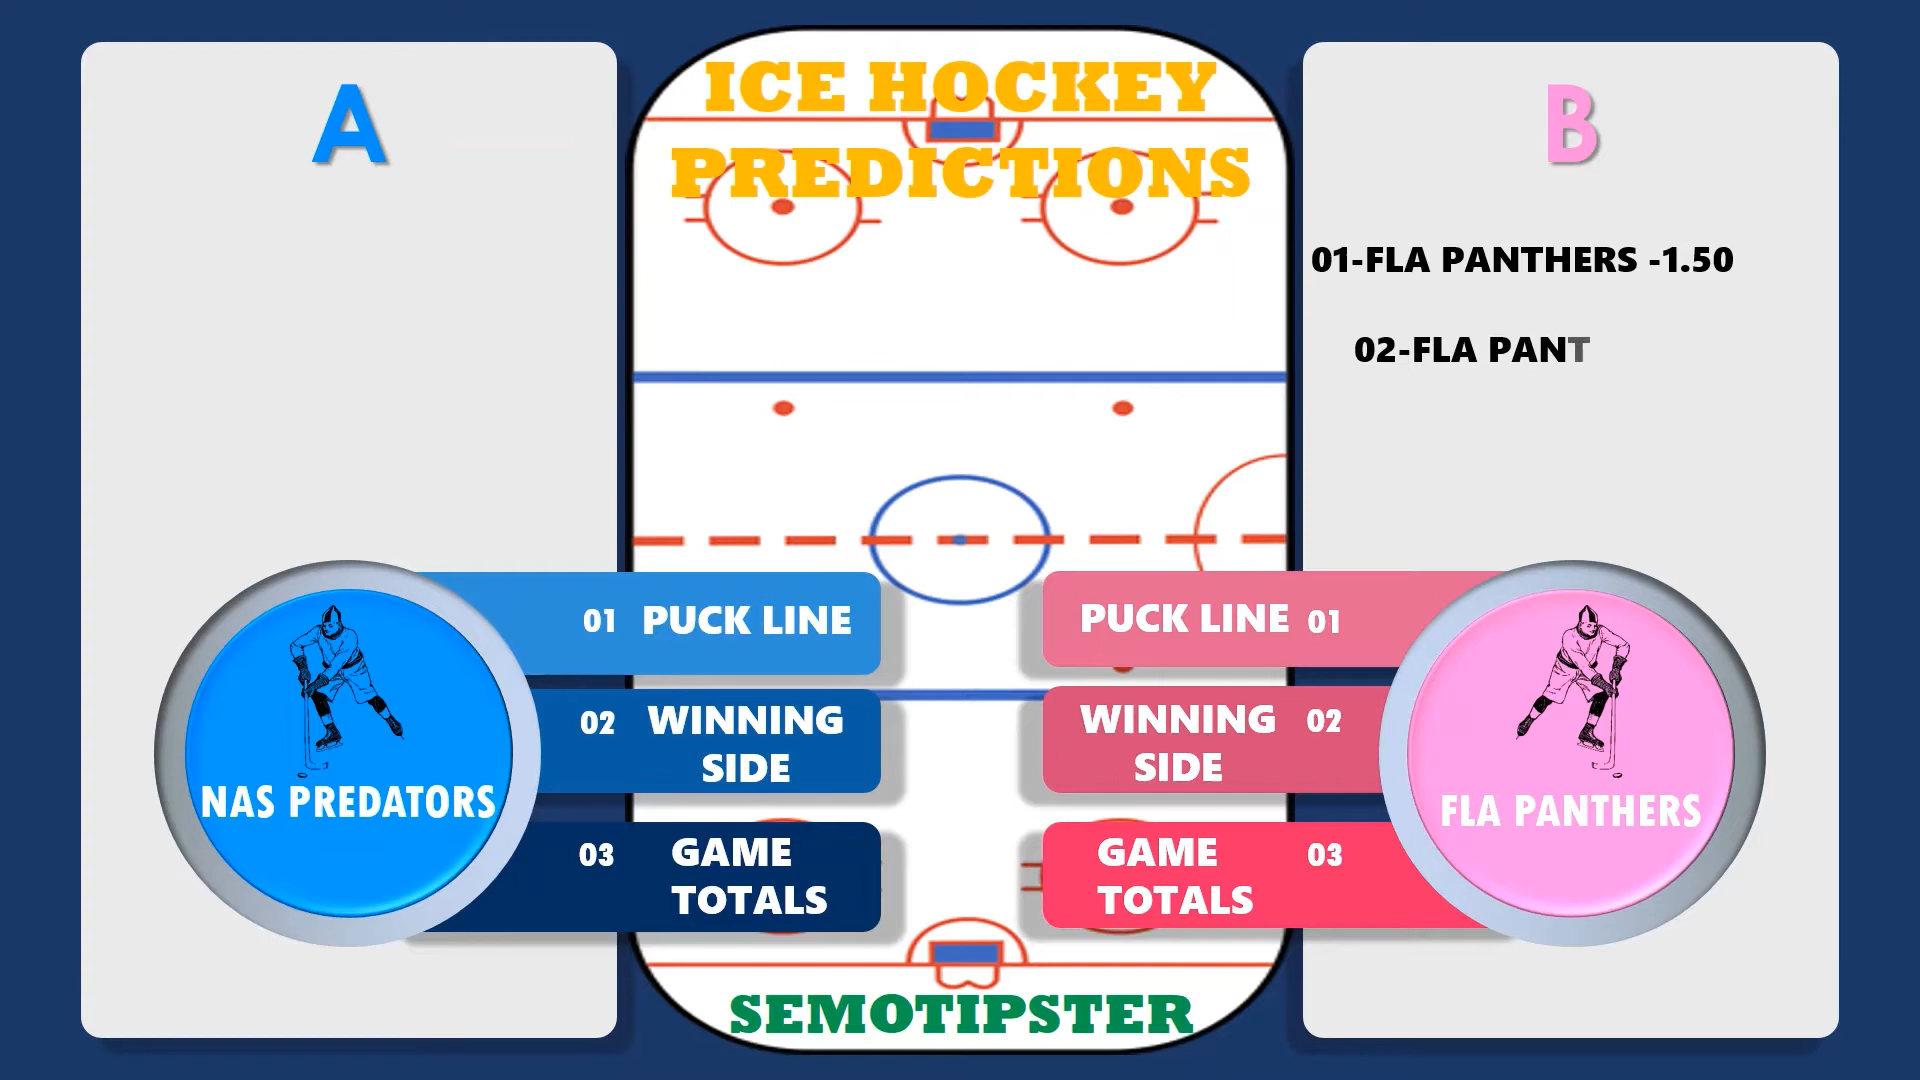 A
ICE HOCKEY
PREDICTIONS
B
01-FLA PANTHERS -1.50
02-FLA PANT
01 PUCK LINE
02 WINNING
SIDE
03 GAME
TOTALS
NAS PREDATORS
PUCK LINE 01
WINNING 02
SIDE
GAME 03
TOTALS
FLA PANTHERS
SEMOTIPSTER